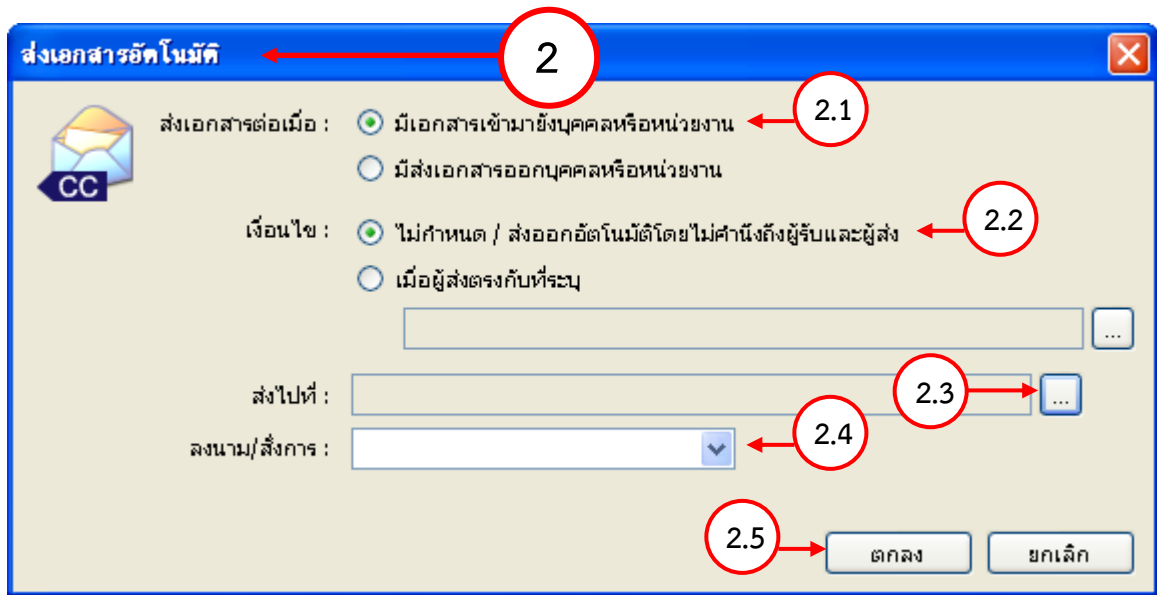 ส่งเอกสารอัตโนมัติ 2
ส่งเอกสารต่อเมื่อ : มีเอกสารเข้ามายังบุคคลหรือหน่วยงาน 2.1
มีส่งเอกสารออกบุคคลหรือหน่วยงาน
CC
เงื่อนไข : ไม่กำหนด / ส่งออกอัตโนมัติโดยไม่คำนึงถึงผู้รับและผู้ส่ง 2.2
เมื่อผู้ส่งตรงกับที่ระบุ
...
ส่งไปที่ : 2.3 ...
ลงนาม/สั่งการ : 2.4
2.5 ตกลง ยกเลิก